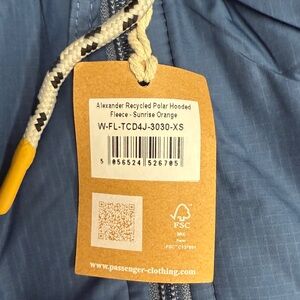 Alexander Recycled Polar Hooded
Fleece - Sunrise Orange
W-FL-TCD4J-3030-XS
5 056524 526705
FSC
www.passenger-clothing.com